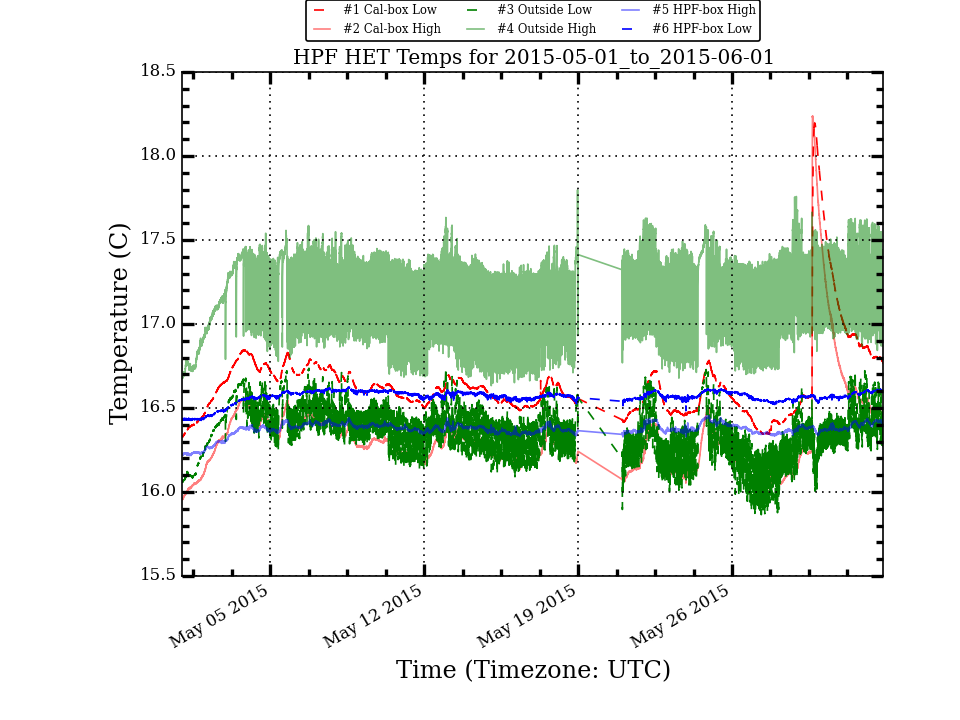 #1 Cal-box Low #3 Outside Low #5 HPF-box High
#2 Cal-box High #4 Outside High #6 HPF-box Low
HPF HET Temps for 2015-05-01_to_2015-06-01
18.5
18.0
17.5
17.0
16.5
16.0
15.5
Temperature (C)
May 05 2015 May 12 2015 May 19 2015 May 26 2015
Time (Timezone: UTC)